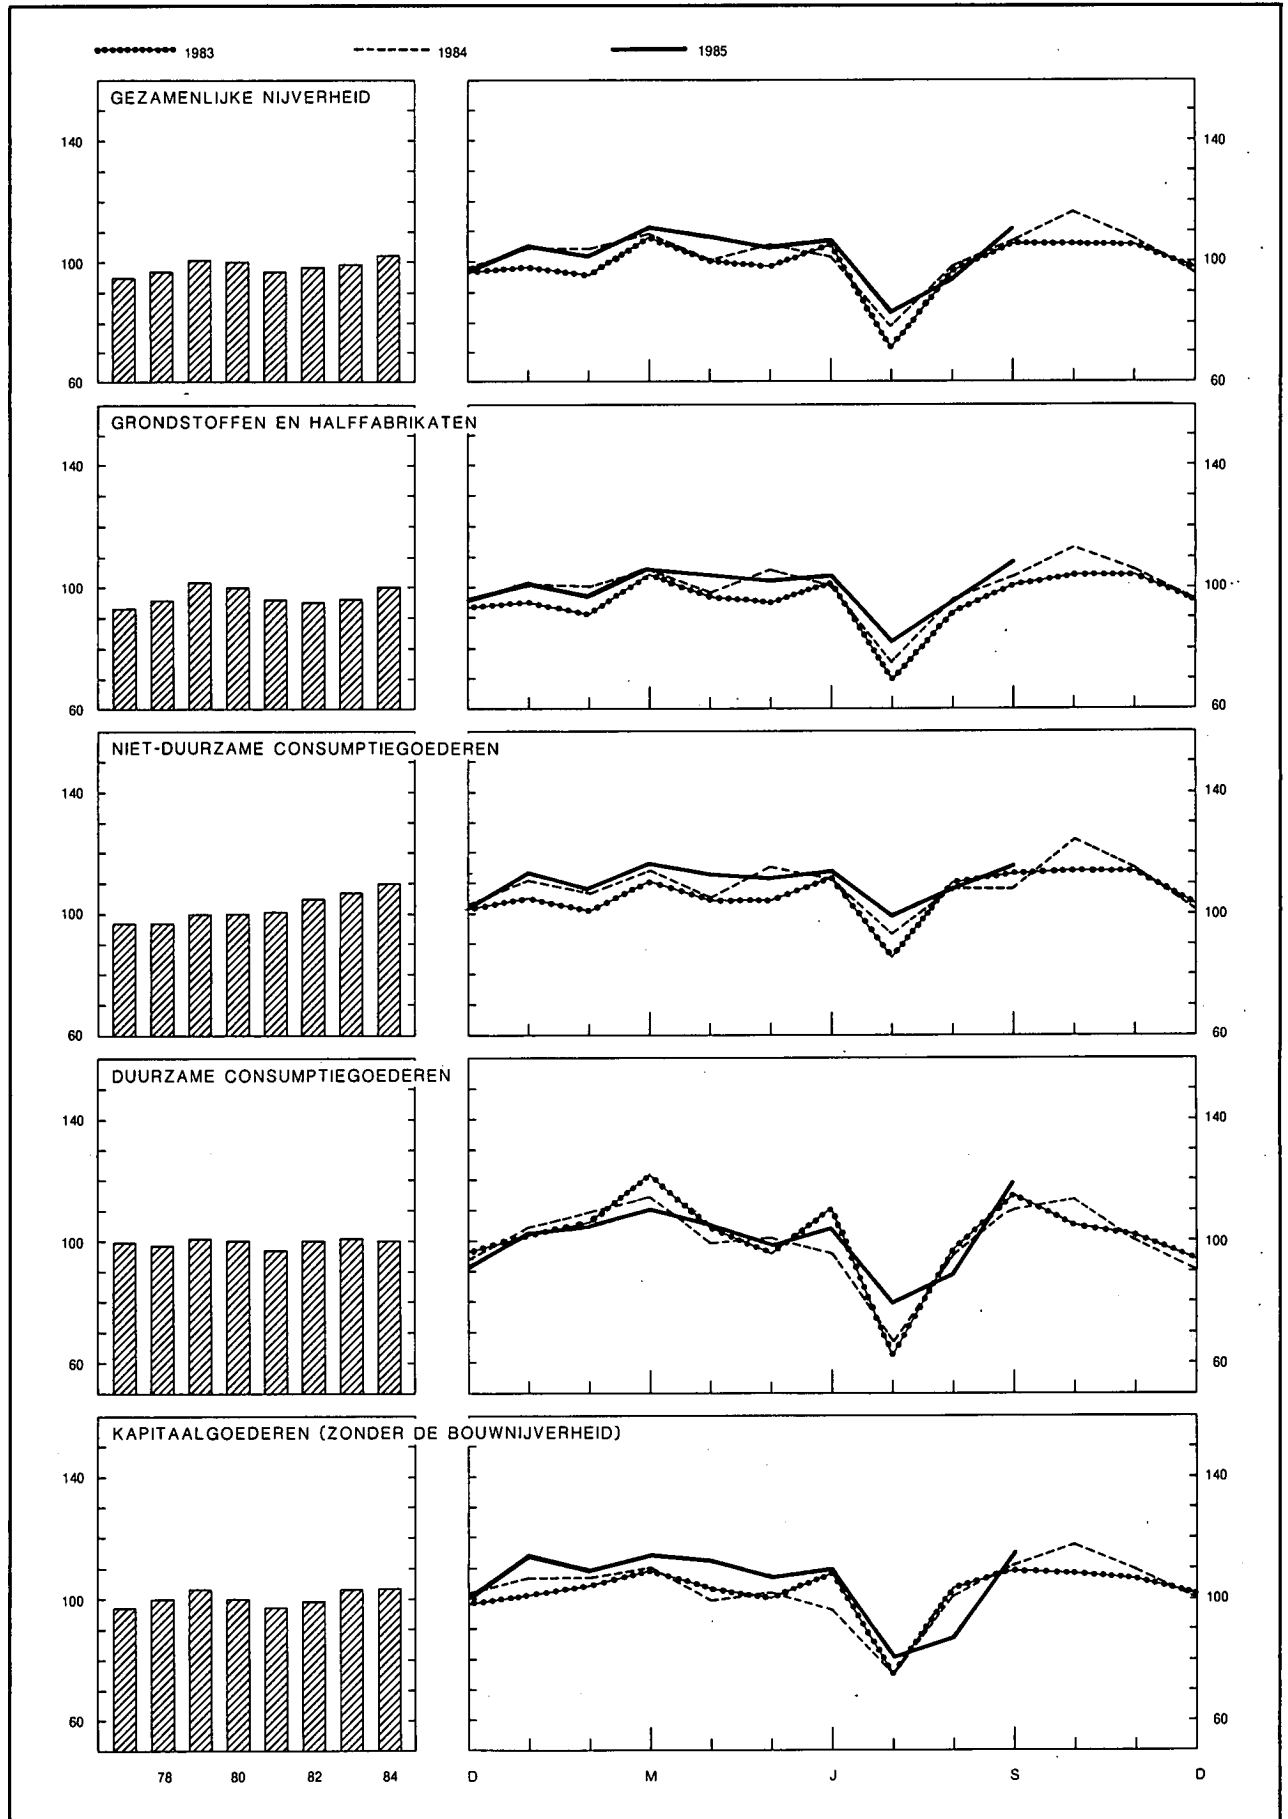 1983 1984 1985
GEZAMENLIJKE NIJVERHEID
140 140
100 100
60 60
GRONDSTOFFEN EN HALFFABRIKATEN
140 140
100 100
60 60
NIET-DUURZAME CONSUMPTIEGOEDEREN
140 140
100 100
60 60
DUURZAME CONSUMPTIEGOEDEREN
140 140
100 100
60 60
KAPITAALGOEDEREN (ZONDER DE BOUWNIJVERHEID)
140 140
100 100
60 60
78 80 82 84 D M J S D